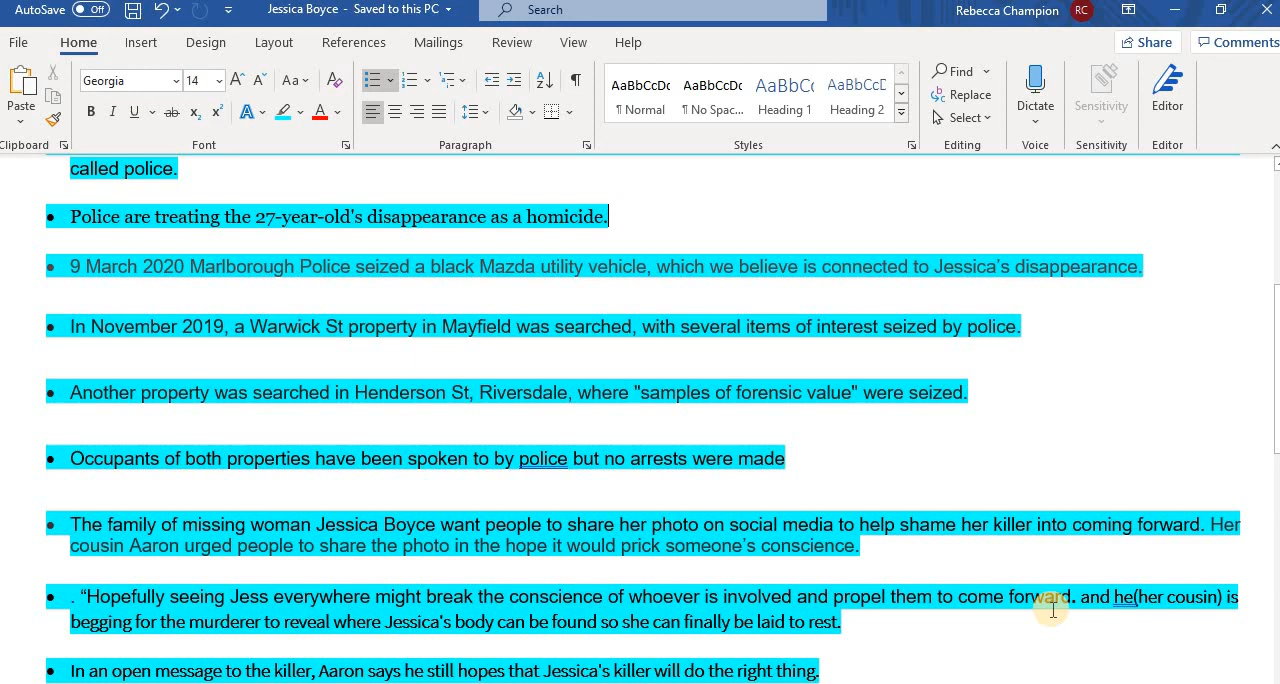 AutoSave Off Jessica Boyce - Saved to this PC Search Rebecca Champion RC
File Home Insert Design Layout References Mailings Review View Help Share Comments
Georgia 14 A A Aa A AaBbCcDc AaBbCcDc AaBbC AaBbCcD Find
Paste Replace Dictate Sensitivity Editor
B I U ab x₂ x² A A ¶ Normal ¶ No Spac... Heading 1 Heading 2 Select
Clipboard Font Paragraph Styles Editing Voice Sensitivity Editor
called police.
• Police are treating the 27-year-old's disappearance as a homicide.
• 9 March 2020 Marlborough Police seized a black Mazda utility vehicle, which we believe is connected to Jessica’s disappearance.
• In November 2019, a Warwick St property in Mayfield was searched, with several items of interest seized by police.
• Another property was searched in Henderson St, Riversdale, where "samples of forensic value" were seized.
• Occupants of both properties have been spoken to by police but no arrests were made
• The family of missing woman Jessica Boyce want people to share her photo on social media to help shame her killer into coming forward. Her
cousin Aaron urged people to share the photo in the hope it would prick someone’s conscience.
• . “Hopefully seeing Jess everywhere might break the conscience of whoever is involved and propel them to come forward. and he(her cousin) is
begging for the murderer to reveal where Jessica's body can be found so she can finally be laid to rest.
• In an open message to the killer, Aaron says he still hopes that Jessica's killer will do the right thing.